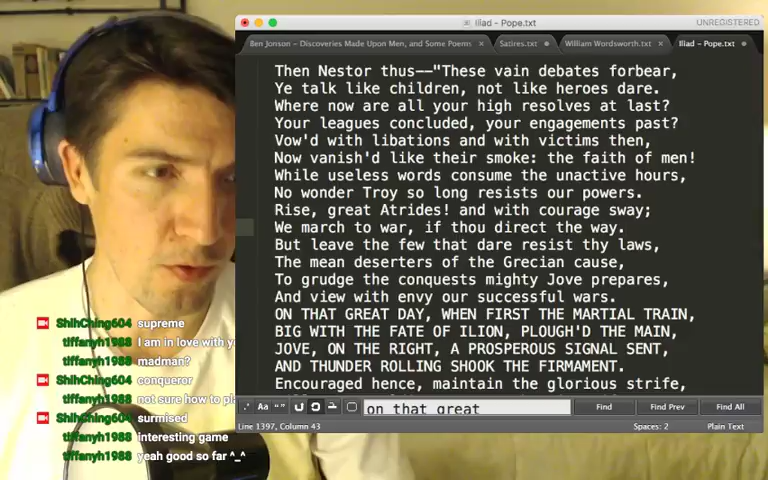 Iliad - Pope.txt
UNREGISTERED
Ben Jonson – Discoveries Made Upon Men, and Some Poems
Satires.txt
William Wordsworth.txt
Iliad – Pope.txt
Then Nestor thus--"These vain debates forbear,
Ye talk like children, not like heroes dare.
Where now are all your high resolves at last?
Your leagues concluded, your engagements past?
Vow'd with libations and with victims then,
Now vanish'd like their smoke: the faith of men!
While useless words consume the unactive hours,
No wonder Troy so long resists our powers.
Rise, great Atrides! and with courage sway;
We march to war, if thou direct the way.
But leave the few that dare resist thy laws,
The mean deserters of the Grecian cause,
To grudge the conquests mighty Jove prepares,
And view with envy our successful wars.
ON THAT GREAT DAY, WHEN FIRST THE MARTIAL TRAIN,
BIG WITH THE FATE OF ILION, PLOUGH'D THE MAIN,
JOVE, ON THE RIGHT, A PROSPEROUS SIGNAL SENT,
AND THUNDER ROLLING SHOOK THE FIRMAMENT.
Encouraged hence, maintain the glorious strife,
.* Aa “”
on that great
Find
Find Prev
Find All
Line 1397, Column 43
Spaces: 2
Plain Text
ShihChing604 supreme
tiffanyh1988 I am in love with
tiffanyh1988 madman?
ShihChing604 conqueror
tiffanyh1988 not sure how to
ShihChing604 surmised
tiffanyh1988 interesting game
tiffanyh1988 yeah good so far ^_^